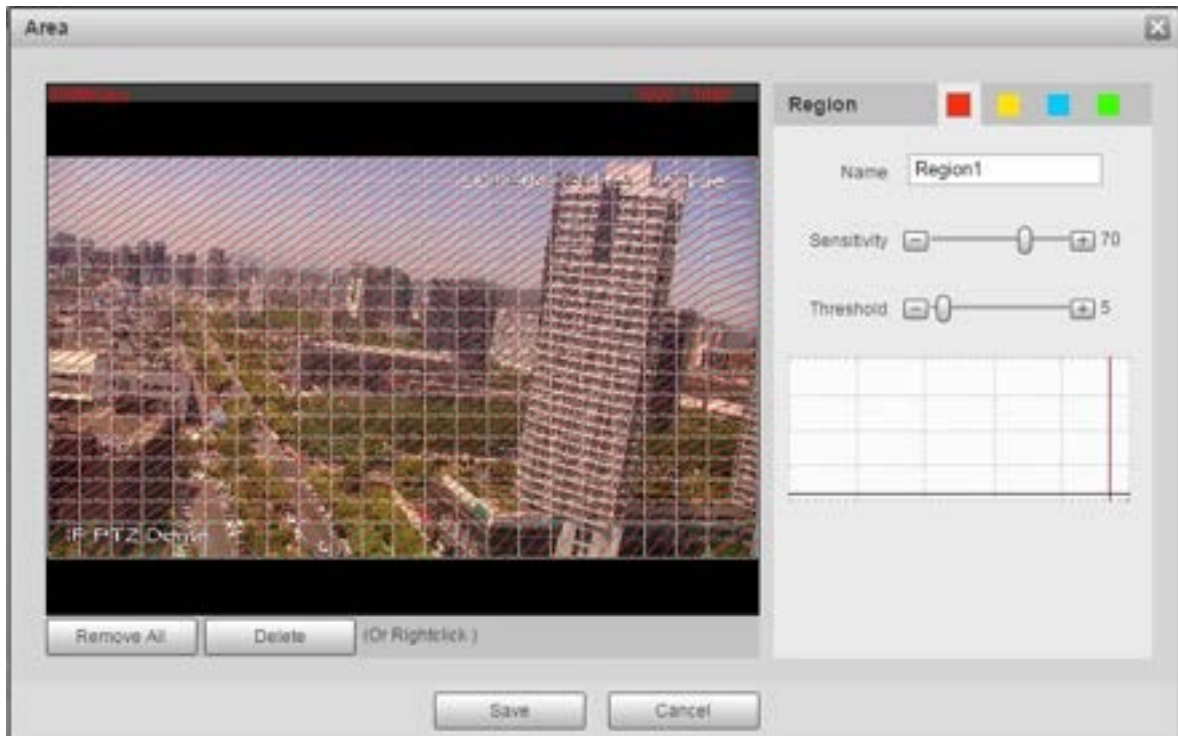 Area
Region
Name Region1
Sensitivity 70
Threshold 5
IP PTZ Dome
Remove All
Delete
(Or Rightclick )
Save
Cancel